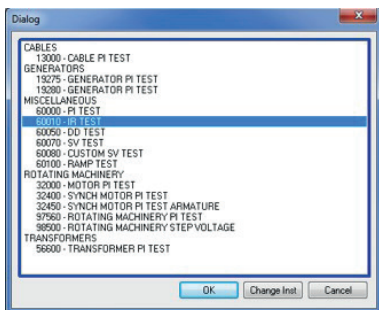 Dialog
CABLES
13000 - CABLE PI TEST
GENERATORS
19275 - GENERATOR PI TEST
19280 - GENERATOR PI TEST
MISCELLANEOUS
60000 - PI TEST
60010 - IR TEST
60050 - DD TEST
60070 - SV TEST
60080 - CUSTOM SV TEST
60100 - RAMP TEST
ROTATING MACHINERY
32000 - MOTOR PI TEST
32400 - SYNCH MOTOR PI TEST
32450 - SYNCH MOTOR PI TEST ARMATURE
97560 - ROTATING MACHINERY PI TEST
98500 - ROTATING MACHINERY STEP VOLTAGE
TRANSFORMERS
56600 - TRANSFORMER PI TEST
OK
Change Inst
Cancel